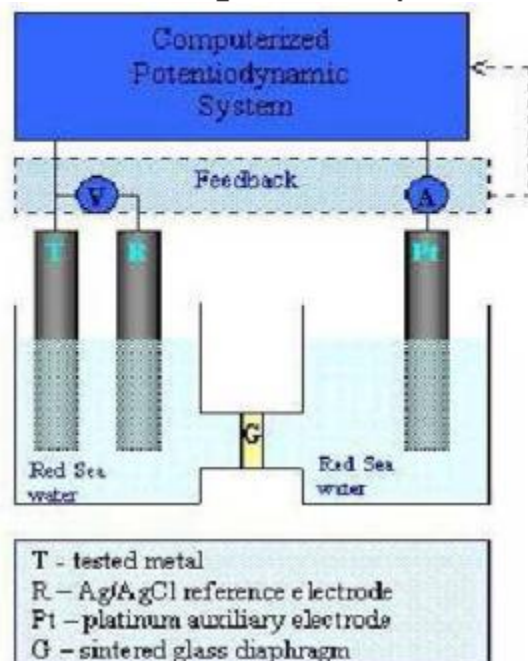 Computerized
Potentiodynamic
System
Feedback
V
A
T
R
Pt
G
Red Sea
water
Red Sea
water
T - tested metal
R – Ag/AgCl reference electrode
Pt – platinum auxiliary electrode
G – sintered glass diaphragm